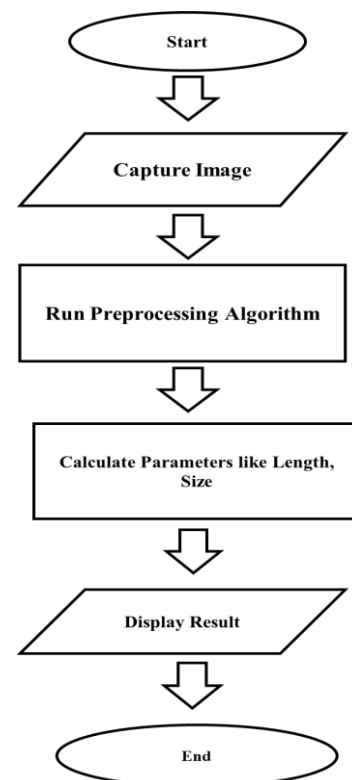 Start
Capture Image
Run Preprocessing Algorithm
Calculate Parameters like Length,
Size
Display Result
End